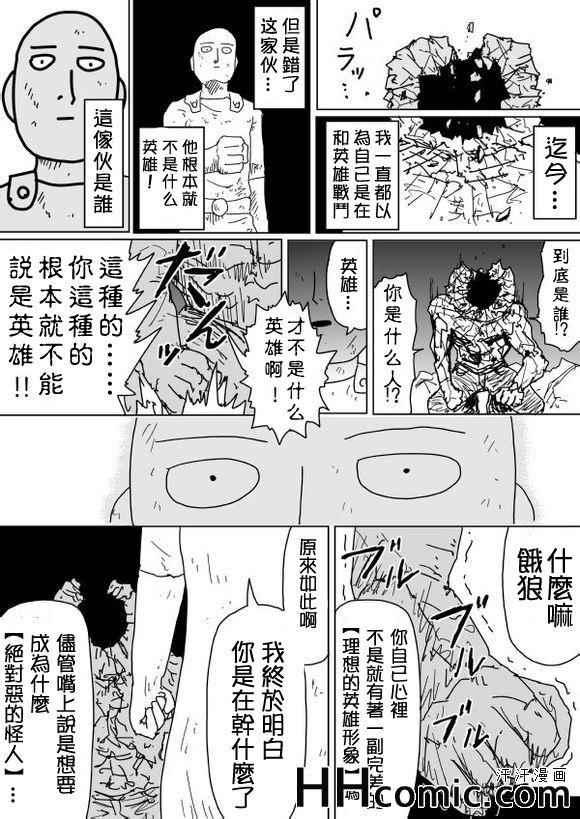 パラッ…
迄今…
我一直都以
為自己是在
和英雄戰鬥
但是錯了
这家伙…
他根本就
不是什么
英雄！
這傢伙是誰
到底是誰!?
你是什么人!?
英雄…
才不是什么
英雄啊！
だんっ
這種的……
你這種的
根本就不能
說是英雄!!
什麼嘛
餓狼
ブルブル
你自己心裡
不是就有著一副完美的
【理想的英雄形象】嗎
原來如此啊
我終於明白
你是在幹什麼了
儘管嘴上說是想要
成為什麼
【絕對惡的怪人】…
汗汗漫画
HHcomic.com